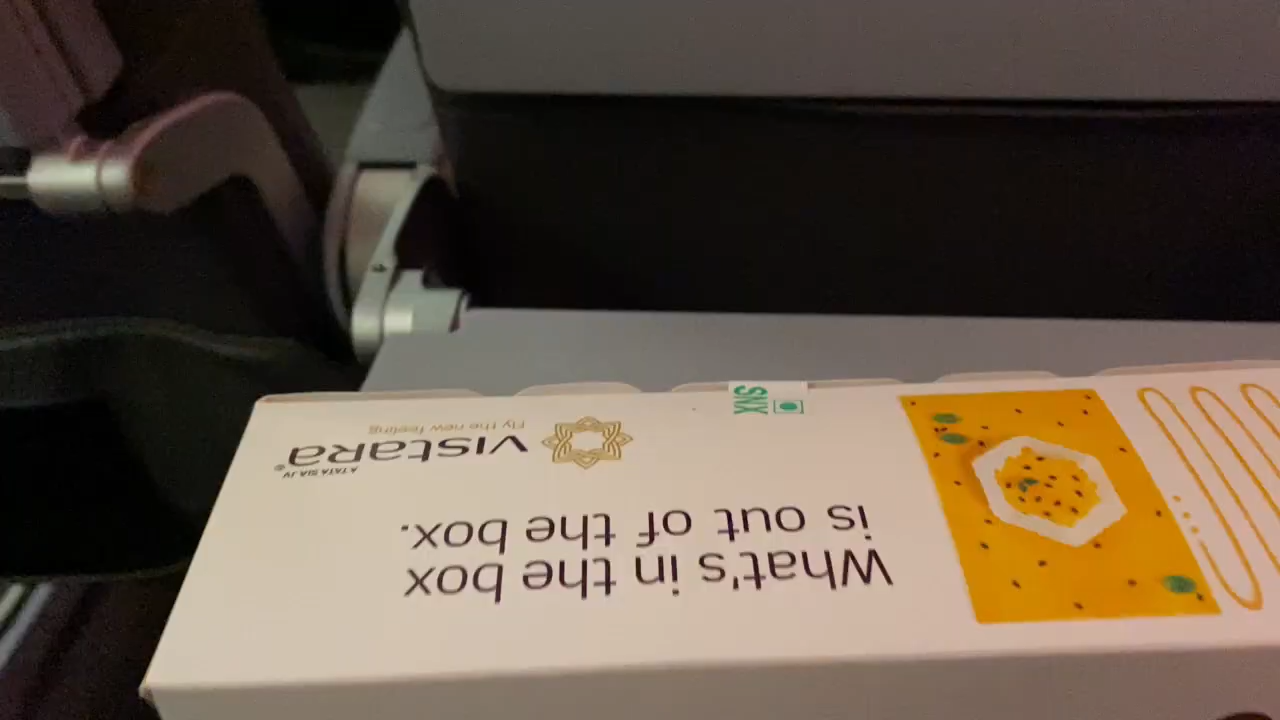 What's in the box
is out of the box.
A TATA SIA JV
VISTARA®
Fly the new feeling
SNX